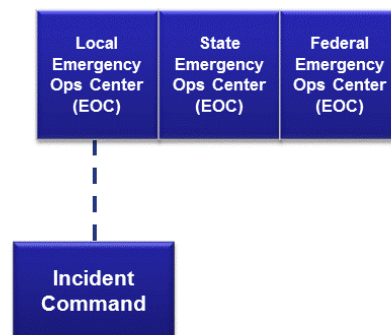 Local
Emergency
Ops Center
(EOC)
State
Emergency
Ops Center
(EOC)
Federal
Emergency
Ops Center
(EOC)
Incident
Command